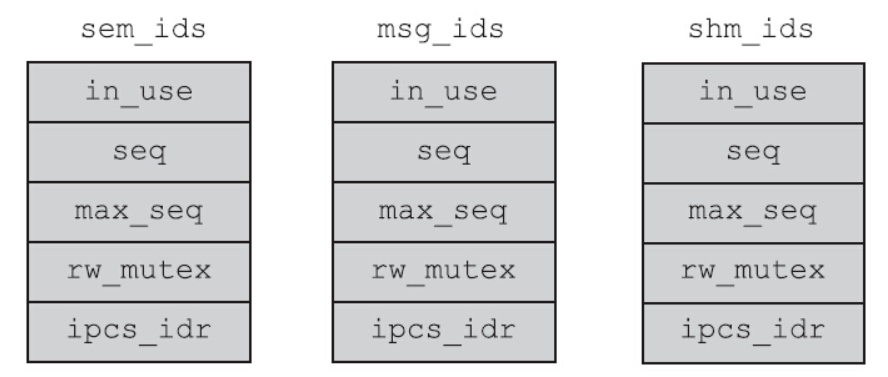 sem_ids msg_ids shm_ids
in_use in_use in_use
seq seq seq
max_seq max_seq max_seq
rw_mutex rw_mutex rw_mutex
ipcs_idr ipcs_idr ipcs_idr